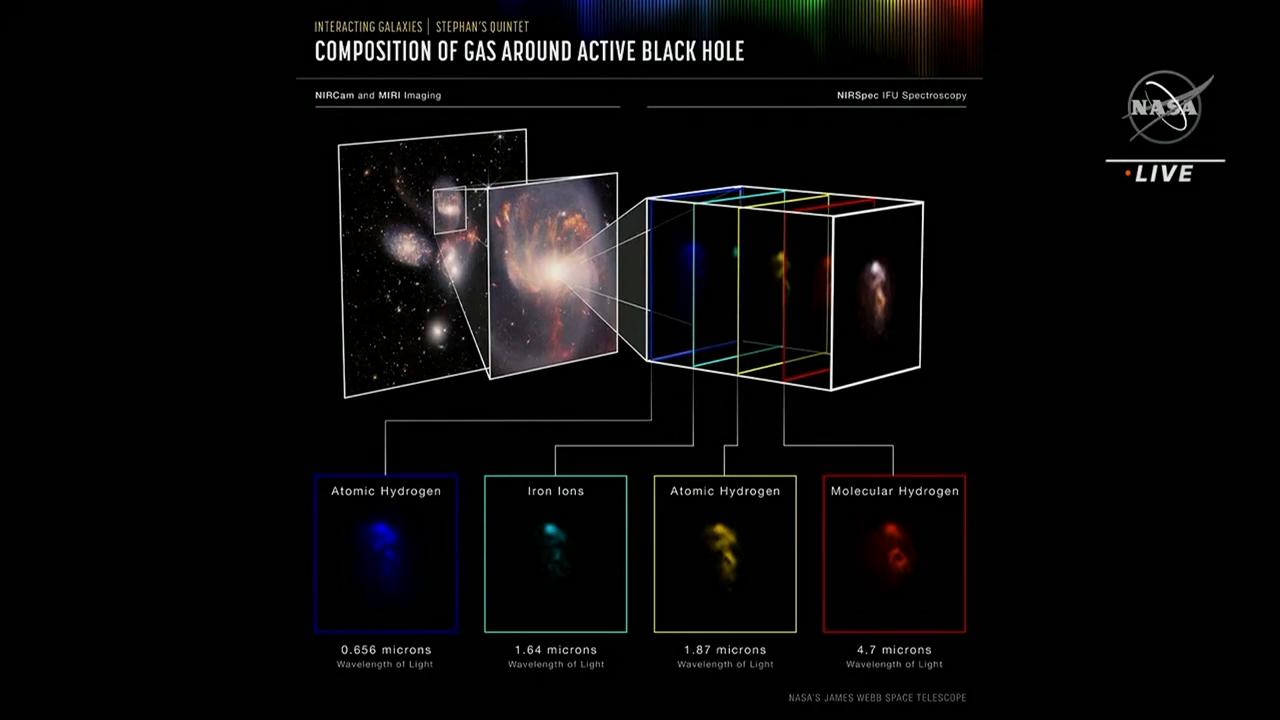 INTERACTING GALAXIES | STEPHAN'S QUINTET
COMPOSITION OF GAS AROUND ACTIVE BLACK HOLE
NIRCam and MIRI Imaging
NIRSpec IFU Spectroscopy
NASA
LIVE
Atomic Hydrogen
Iron Ions
Atomic Hydrogen
Molecular Hydrogen
0.656 microns
Wavelength of Light
1.64 microns
Wavelength of Light
1.87 microns
Wavelength of Light
4.7 microns
Wavelength of Light
NASA'S JAMES WEBB SPACE TELESCOPE